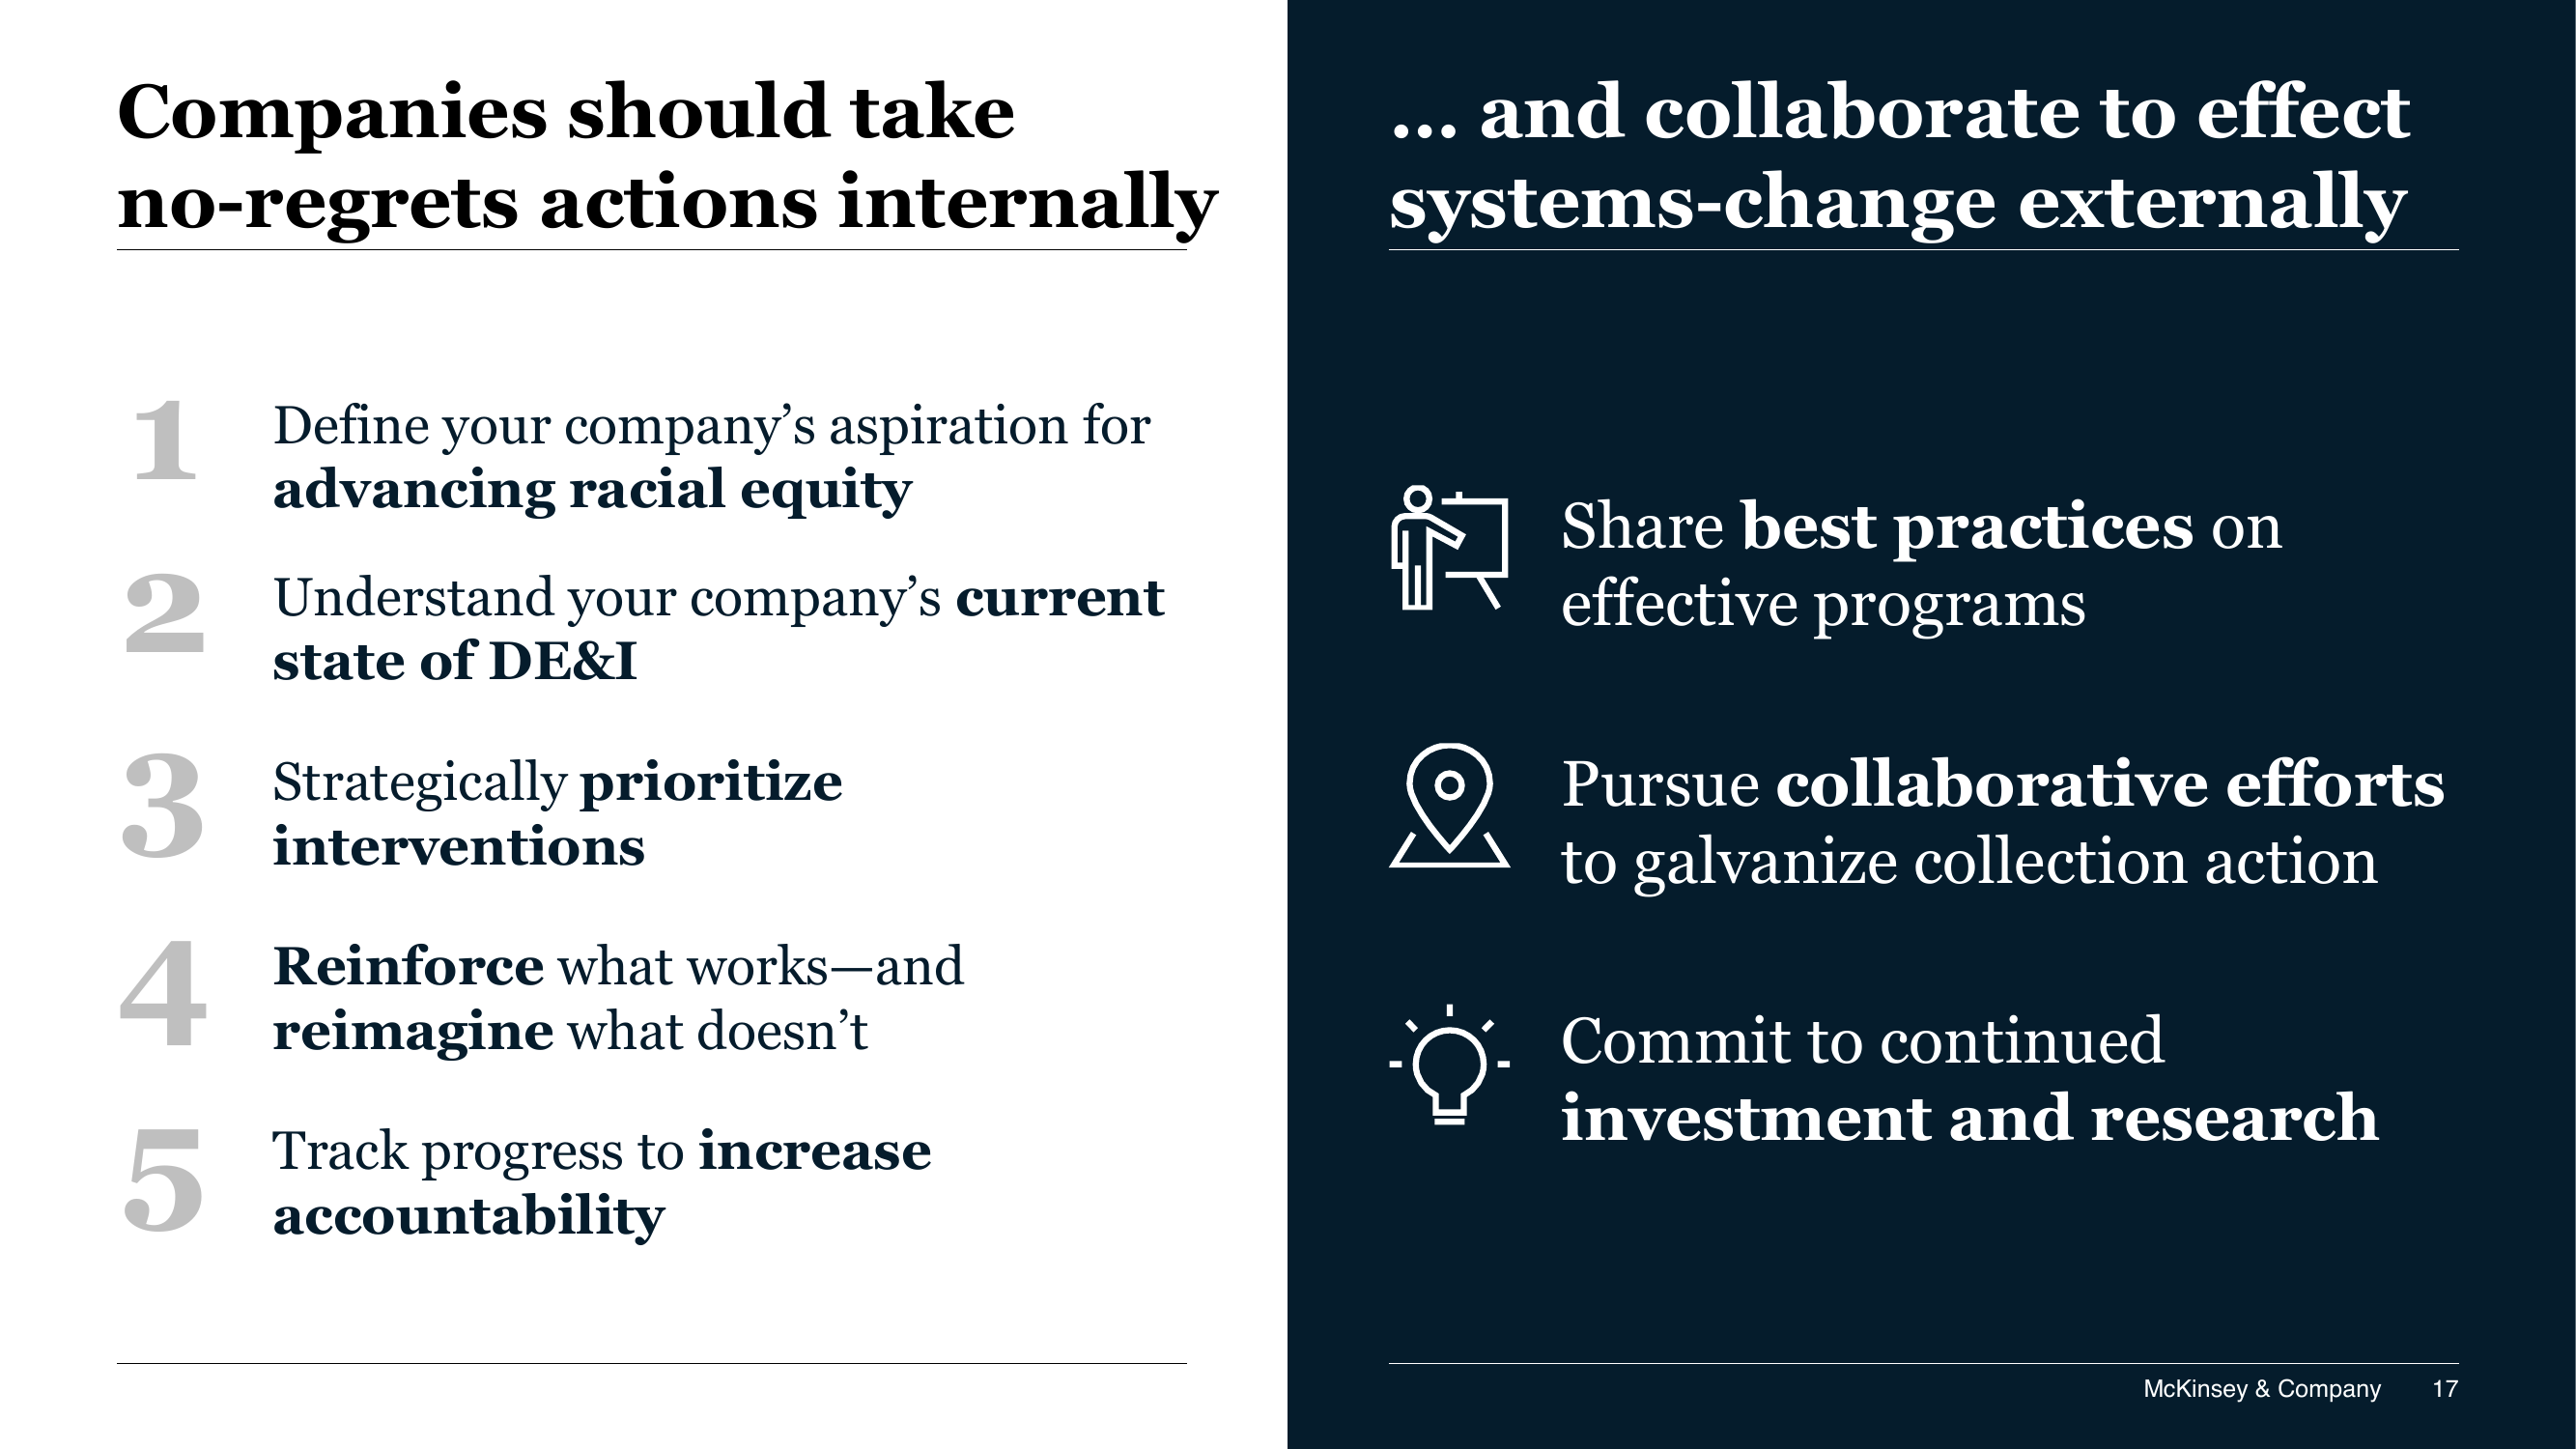 Companies should take
no-regrets actions internally
1
Define your company’s aspiration for
advancing racial equity
2
Understand your company’s current
state of DE&I
3
Strategically prioritize
interventions
4
Reinforce what works—and
reimagine what doesn’t
5
Track progress to increase
accountability
... and collaborate to effect
systems-change externally
Share best practices on
effective programs
Pursue collaborative efforts
to galvanize collection action
Commit to continued
investment and research
McKinsey & Company 17